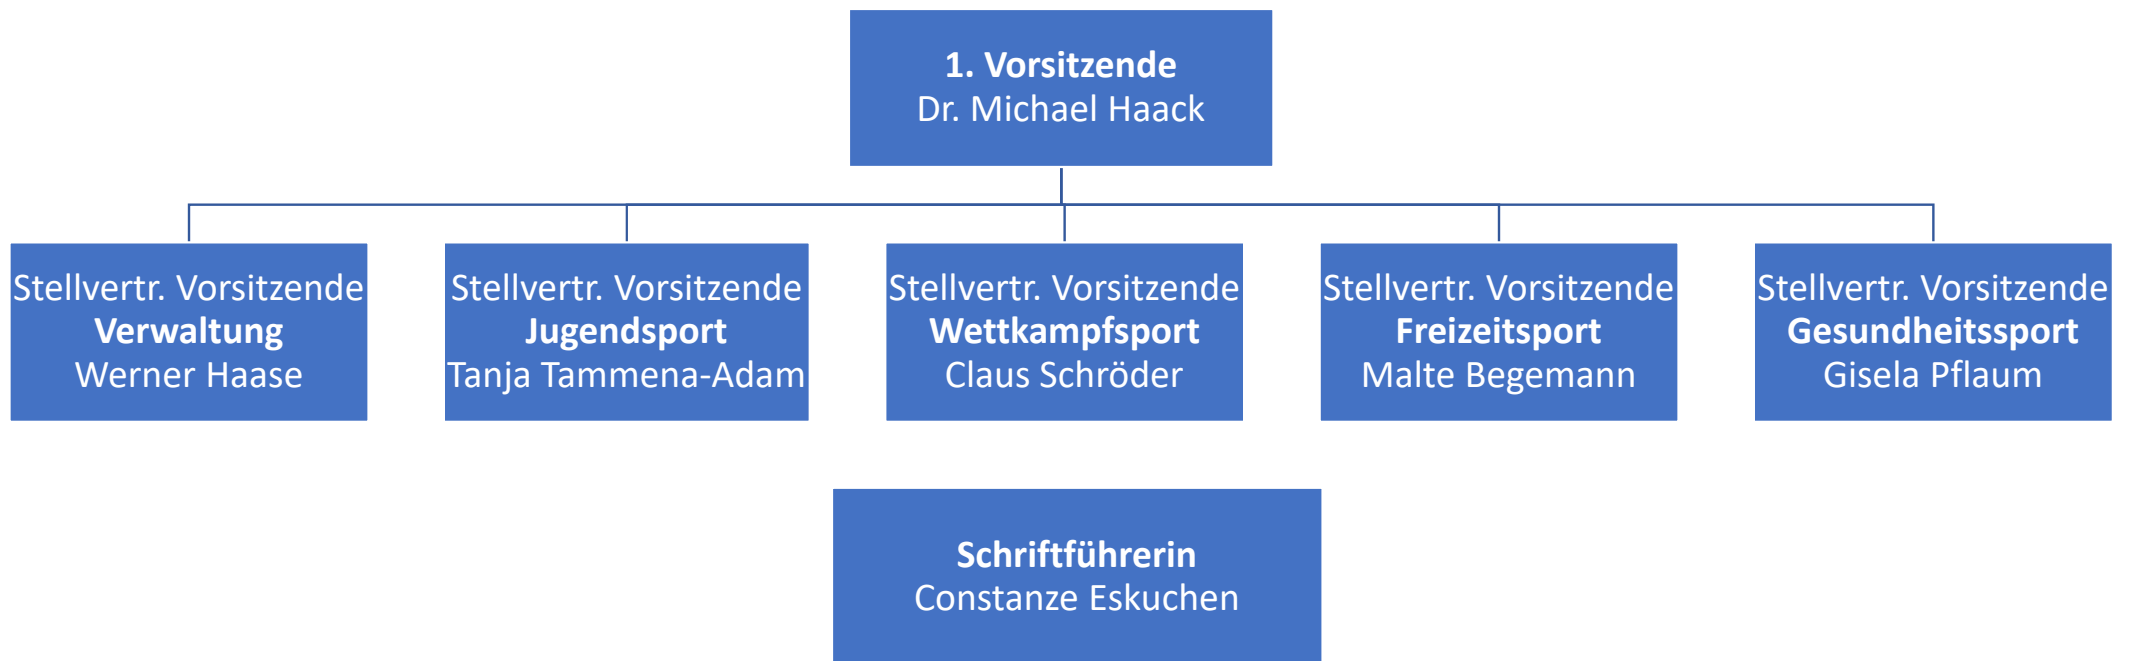 1. Vorsitzende
Dr. Michael Haack
Stellvertr. Vorsitzende
Verwaltung
Werner Haase
Stellvertr. Vorsitzende
Jugendsport
Tanja Tammena-Adam
Stellvertr. Vorsitzende
Wettkampfsport
Claus Schröder
Stellvertr. Vorsitzende
Freizeitsport
Malte Begemann
Stellvertr. Vorsitzende
Gesundheitssport
Gisela Pflaum
Schriftführerin
Constanze Eskuchen